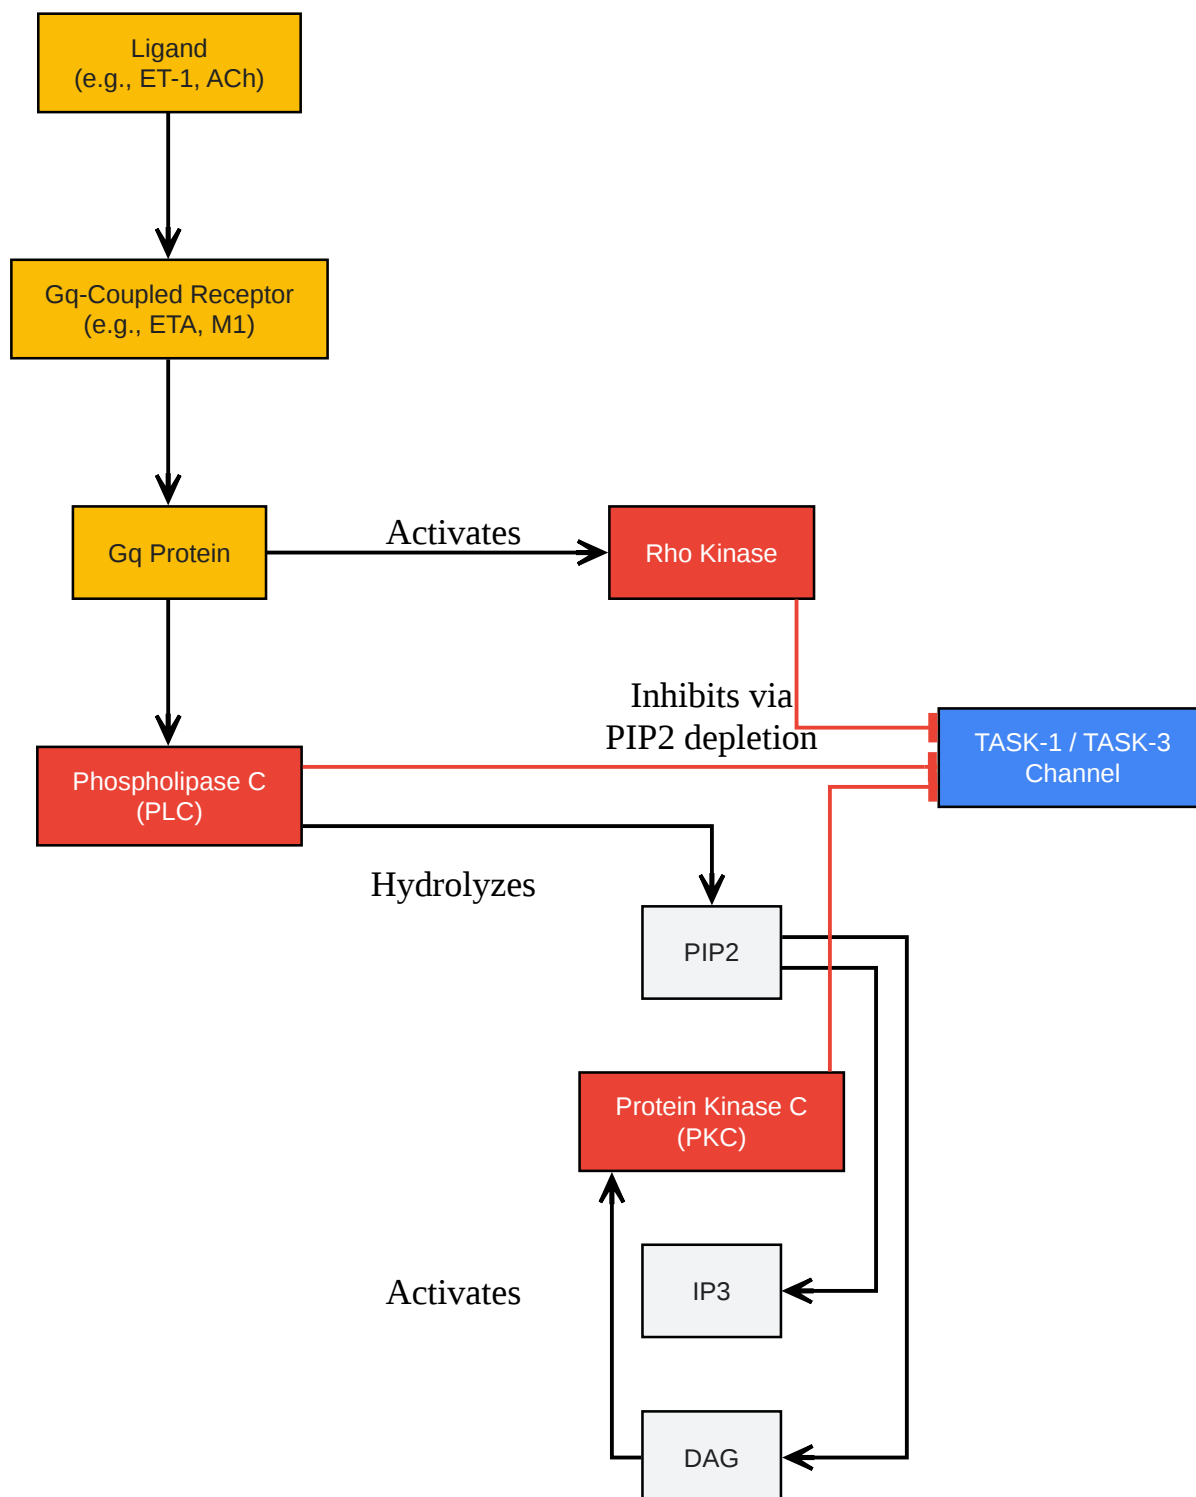 Ligand
(e.g., ET-1, ACh)
Gq-Coupled Receptor
(e.g., ETA, M1)
Gq Protein
Activates
Rho Kinase
Inhibits via
PIP2 depletion
TASK-1 / TASK-3
Channel
Phospholipase C
(PLC)
Hydrolyzes
PIP2
Protein Kinase C
(PKC)
Activates
IP3
DAG